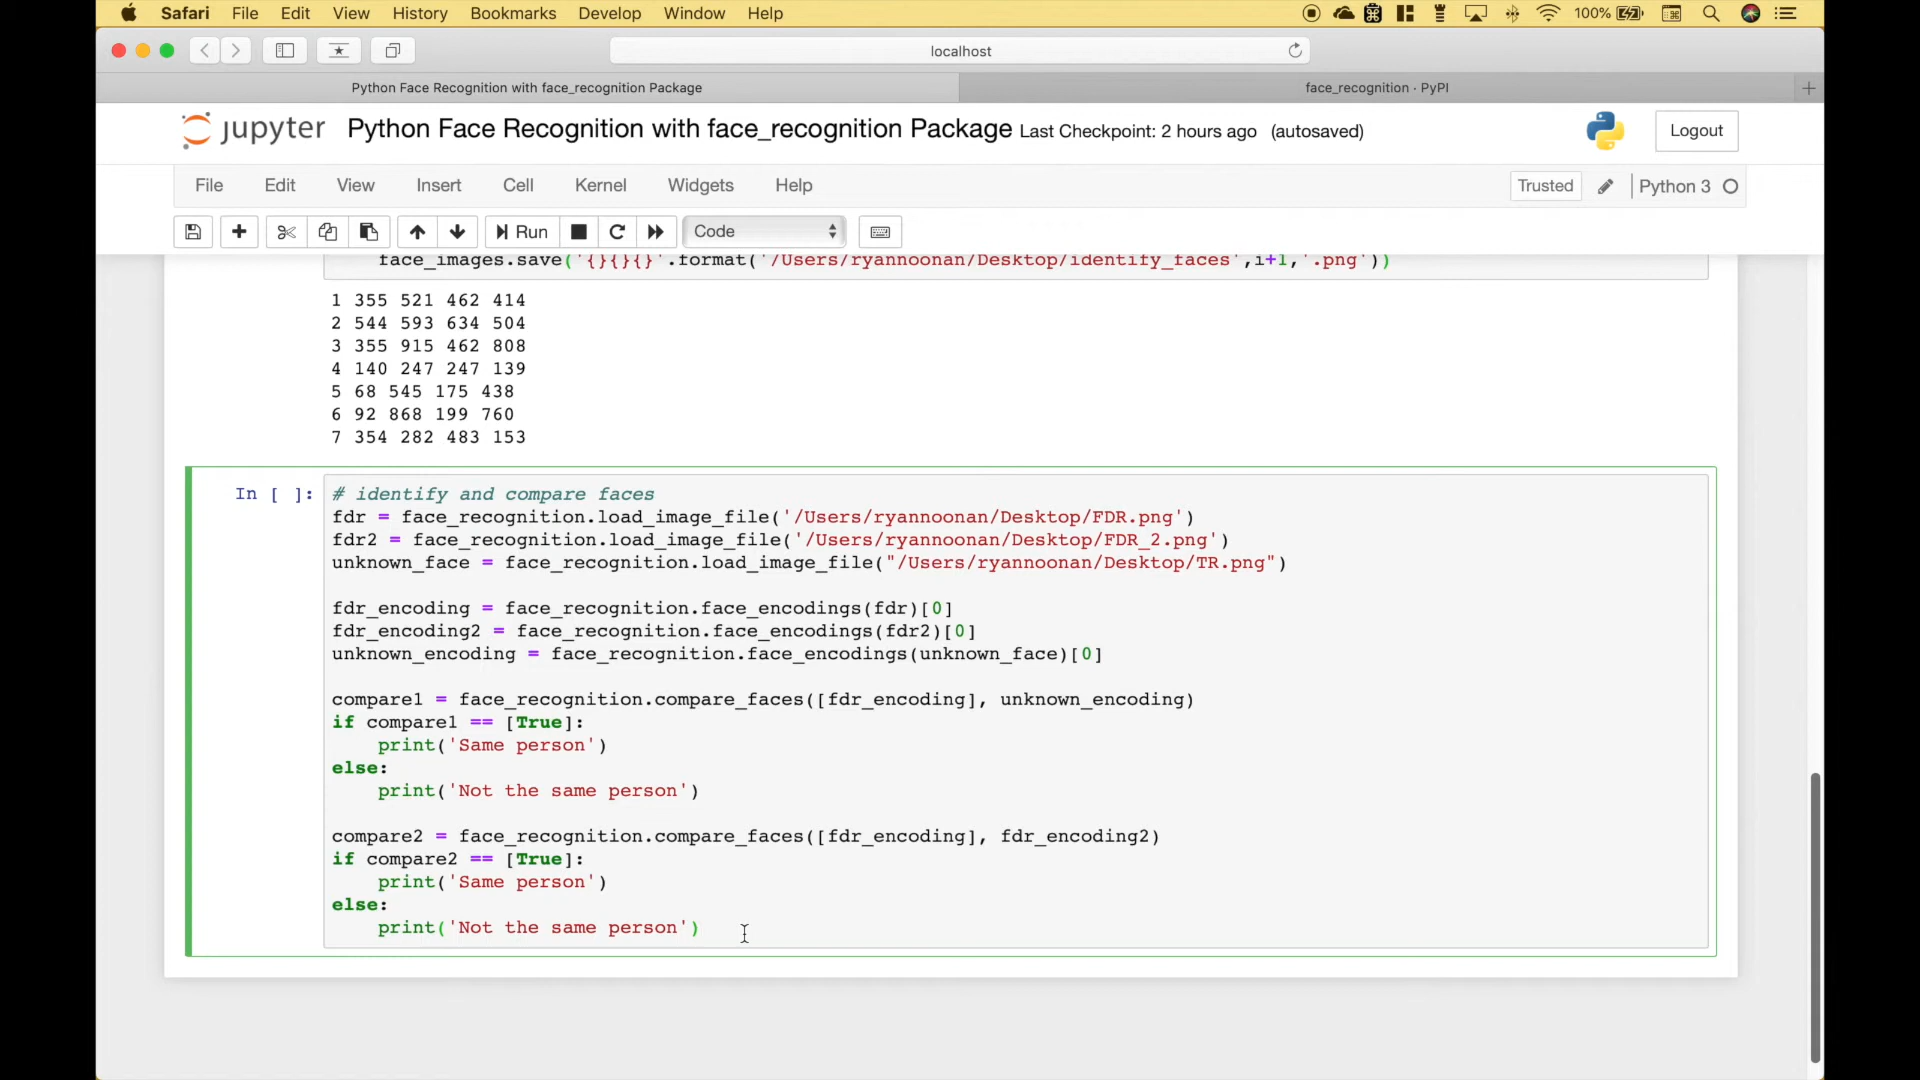 Safari File Edit View History Bookmarks Develop Window Help 100%
localhost
Python Face Recognition with face_recognition Package
face_recognition · PyPI
jupyter Python Face Recognition with face_recognition Package Last Checkpoint: 2 hours ago (autosaved) Logout
File Edit View Insert Cell Kernel Widgets Help Trusted Python 3
Run Code
face_images.save('{}{}{}'.format('/Users/ryannoonan/Desktop/identify_faces',i+1,'.png'))
1 355 521 462 414
2 544 593 634 504
3 355 915 462 808
4 140 247 247 139
5 68 545 175 438
6 92 868 199 760
7 354 282 483 153
In [ ]: # identify and compare faces
fdr = face_recognition.load_image_file('/Users/ryannoonan/Desktop/FDR.png')
fdr2 = face_recognition.load_image_file('/Users/ryannoonan/Desktop/FDR_2.png')
unknown_face = face_recognition.load_image_file("/Users/ryannoonan/Desktop/TR.png")
fdr_encoding = face_recognition.face_encodings(fdr)[0]
fdr_encoding2 = face_recognition.face_encodings(fdr2)[0]
unknown_encoding = face_recognition.face_encodings(unknown_face)[0]
compare1 = face_recognition.compare_faces([fdr_encoding], unknown_encoding)
if compare1 == [True]:
    print('Same person')
else:
    print('Not the same person')
compare2 = face_recognition.compare_faces([fdr_encoding], fdr_encoding2)
if compare2 == [True]:
    print('Same person')
else:
    print('Not the same person')